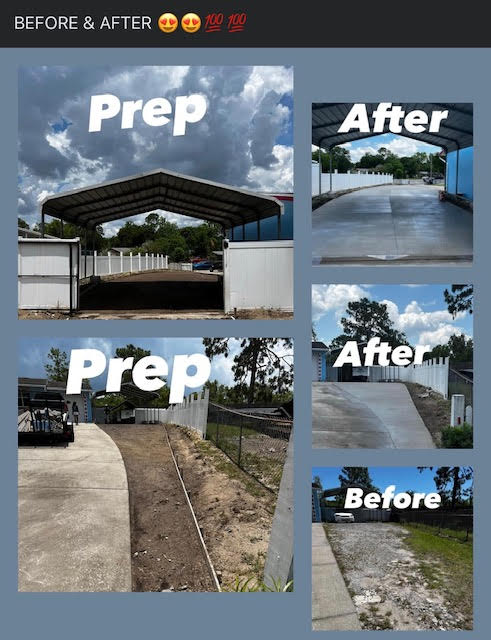 BEFORE & AFTER 😍😍💯💯
Prep
After
After
Prep
Before